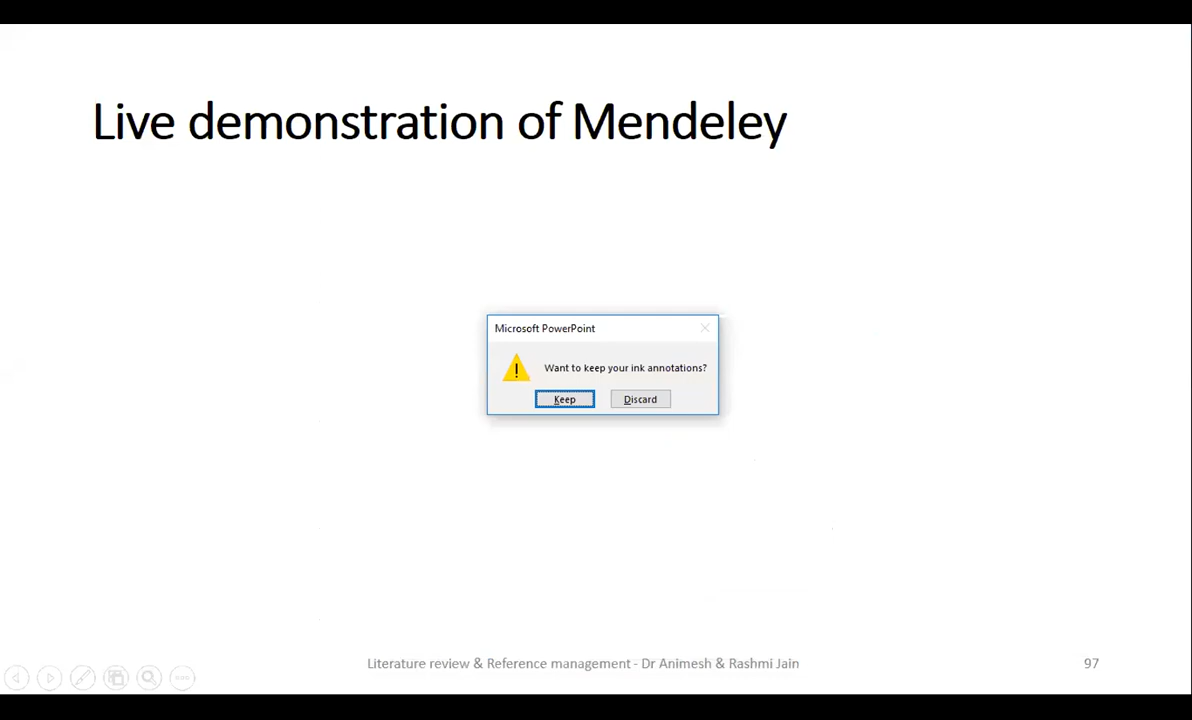 Live demonstration of Mendeley
Microsoft PowerPoint
Want to keep your ink annotations?
Keep
Discard
Literature review & Reference management - Dr Animesh & Rashmi Jain
97